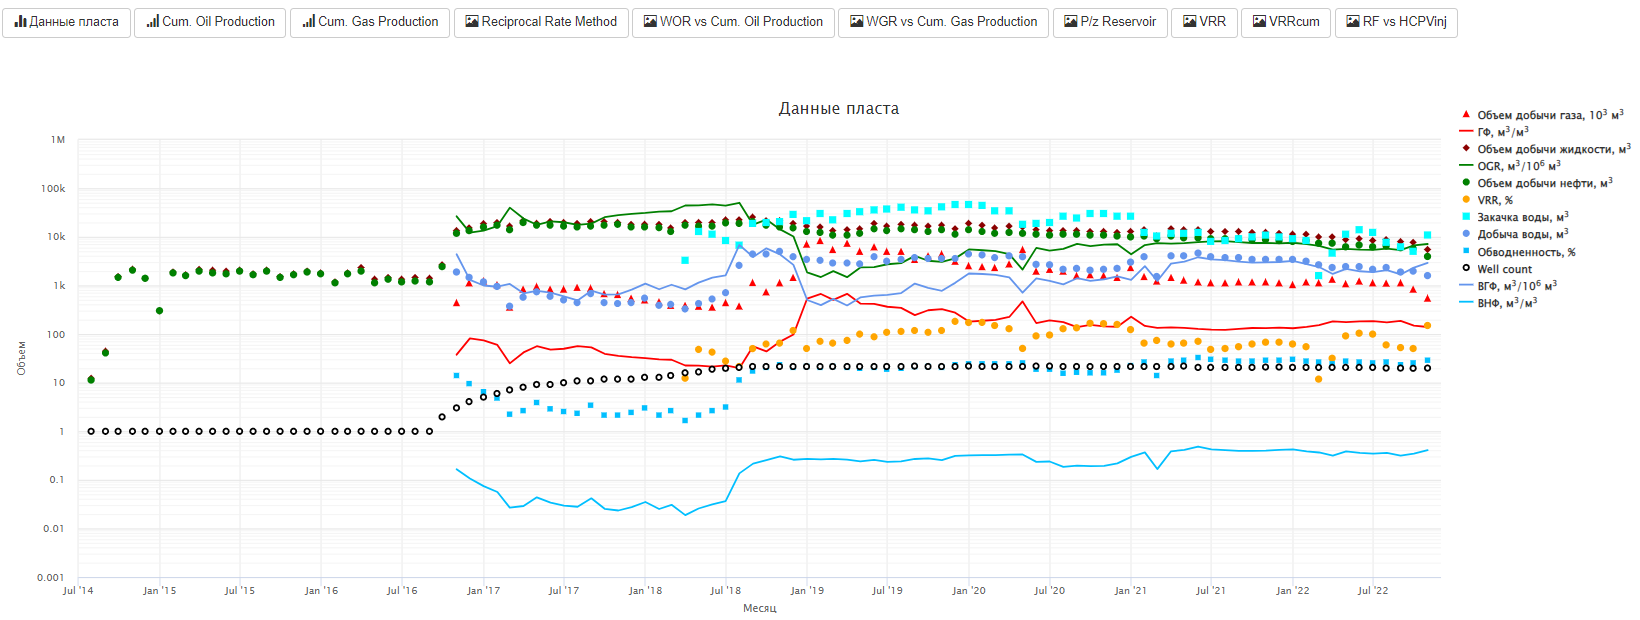 Данные пласта
Cum. Oil Production
Cum. Gas Production
Reciprocal Rate Method
WOR vs Cum. Oil Production
WGR vs Cum. Gas Production
P/z Reservoir
VRR
VRRcum
RF vs HCPVinj
Данные пласта
Объем
1M
100k
10k
1k
100
10
1
0.1
0.01
0.001
Jul '14
Jan '15
Jul '15
Jan '16
Jul '16
Jan '17
Jul '17
Jan '18
Jul '18
Jan '19
Jul '19
Jan '20
Jul '20
Jan '21
Jul '21
Jan '22
Jul '22
Месяц
Объем добычи газа, 10³ м³
ГФ, м³/м³
Объем добычи жидкости, м³
OGR, м³/10⁶ м³
Объем добычи нефти, м³
VRR, %
Закачка воды, м³
Добыча воды, м³
Обводненность, %
Well count
ВГФ, м³/10⁶ м³
ВНФ, м³/м³